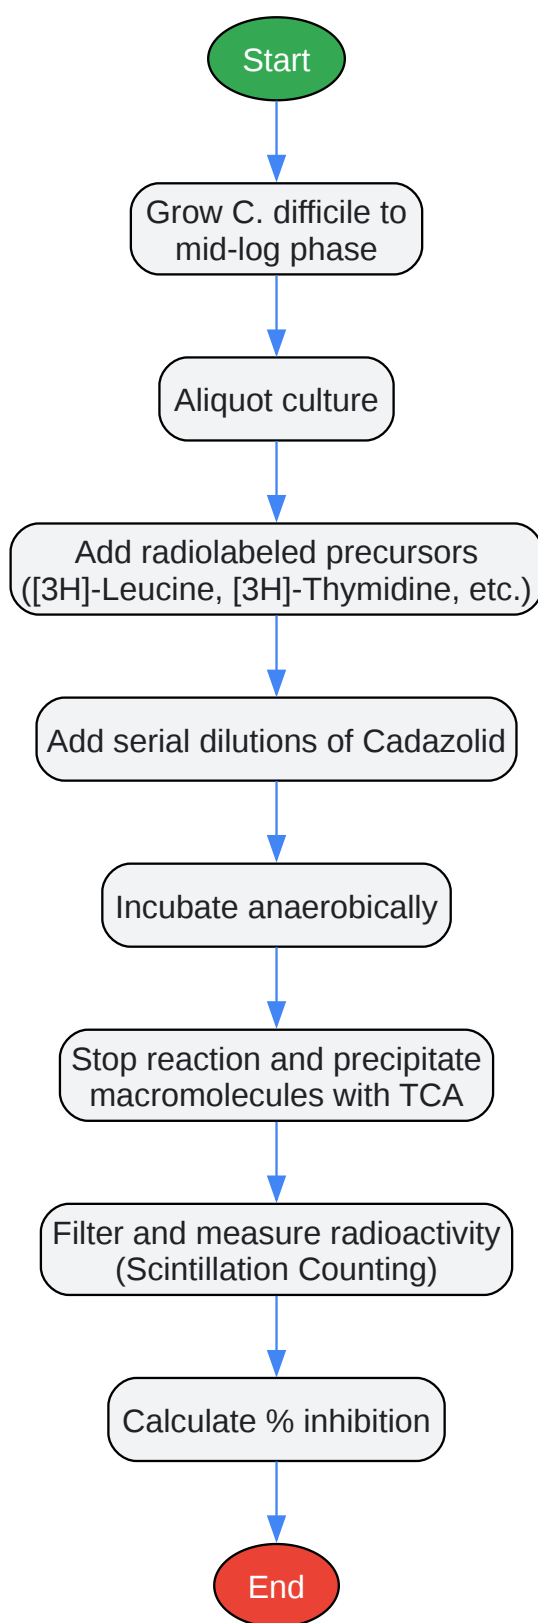 Start
Grow C. difficile to
mid-log phase
Aliquot culture
Add radiolabeled precursors
([3H]-Leucine, [3H]-Thymidine, etc.)
Add serial dilutions of Cadazolid
Incubate anaerobically
Stop reaction and precipitate
macromolecules with TCA
Filter and measure radioactivity
(Scintillation Counting)
Calculate % inhibition
End